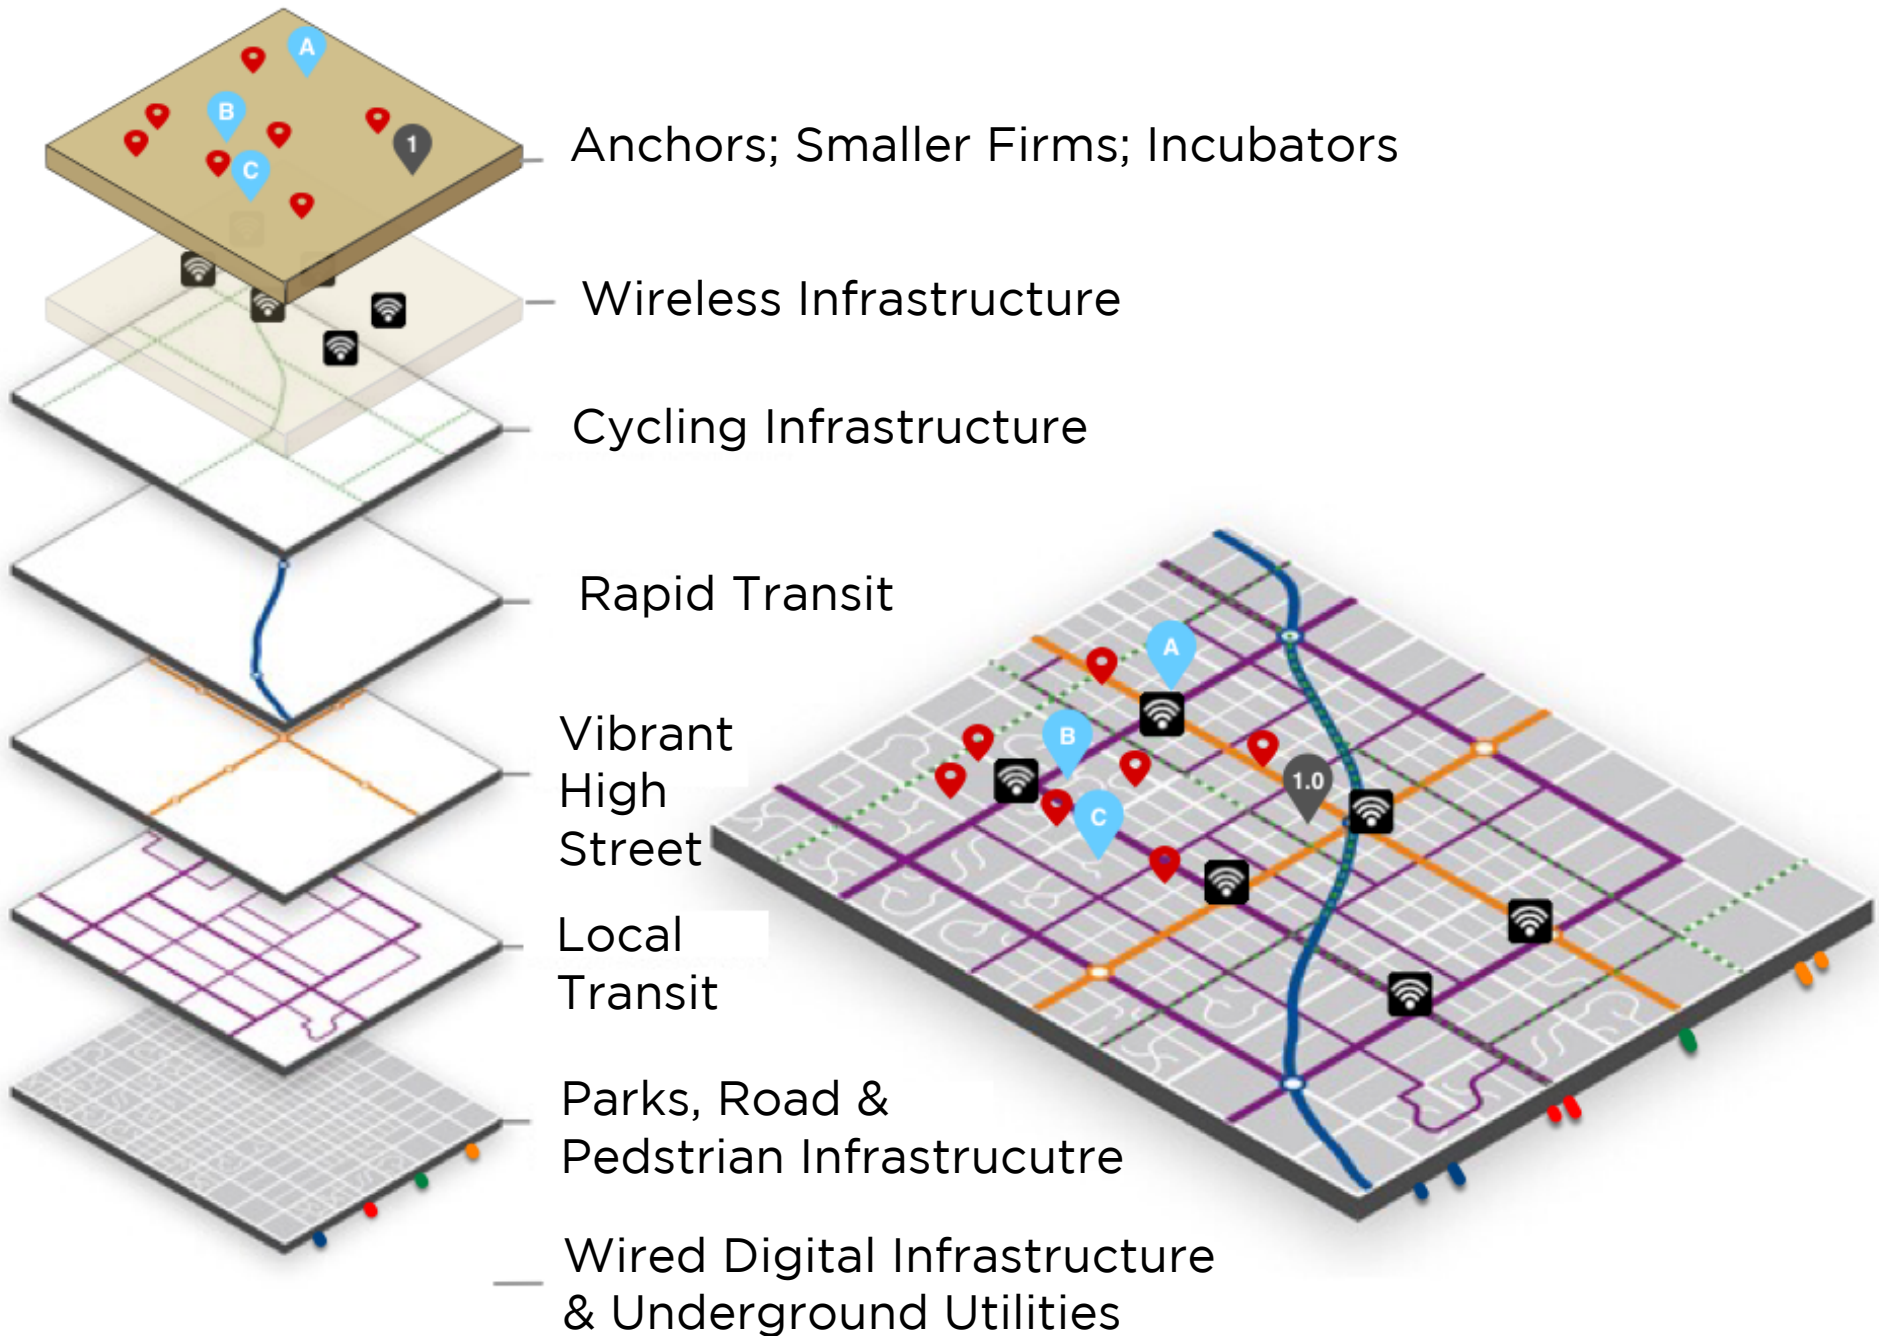 A
B
1
C
Anchors; Smaller Firms; Incubators
Wireless Infrastructure
Cycling Infrastructure
Rapid Transit
Vibrant
High
Street
Local
Transit
Parks, Road &
Pedstrian Infrastrucutre
Wired Digital Infrastructure
& Underground Utilities
A
B
1.0
C